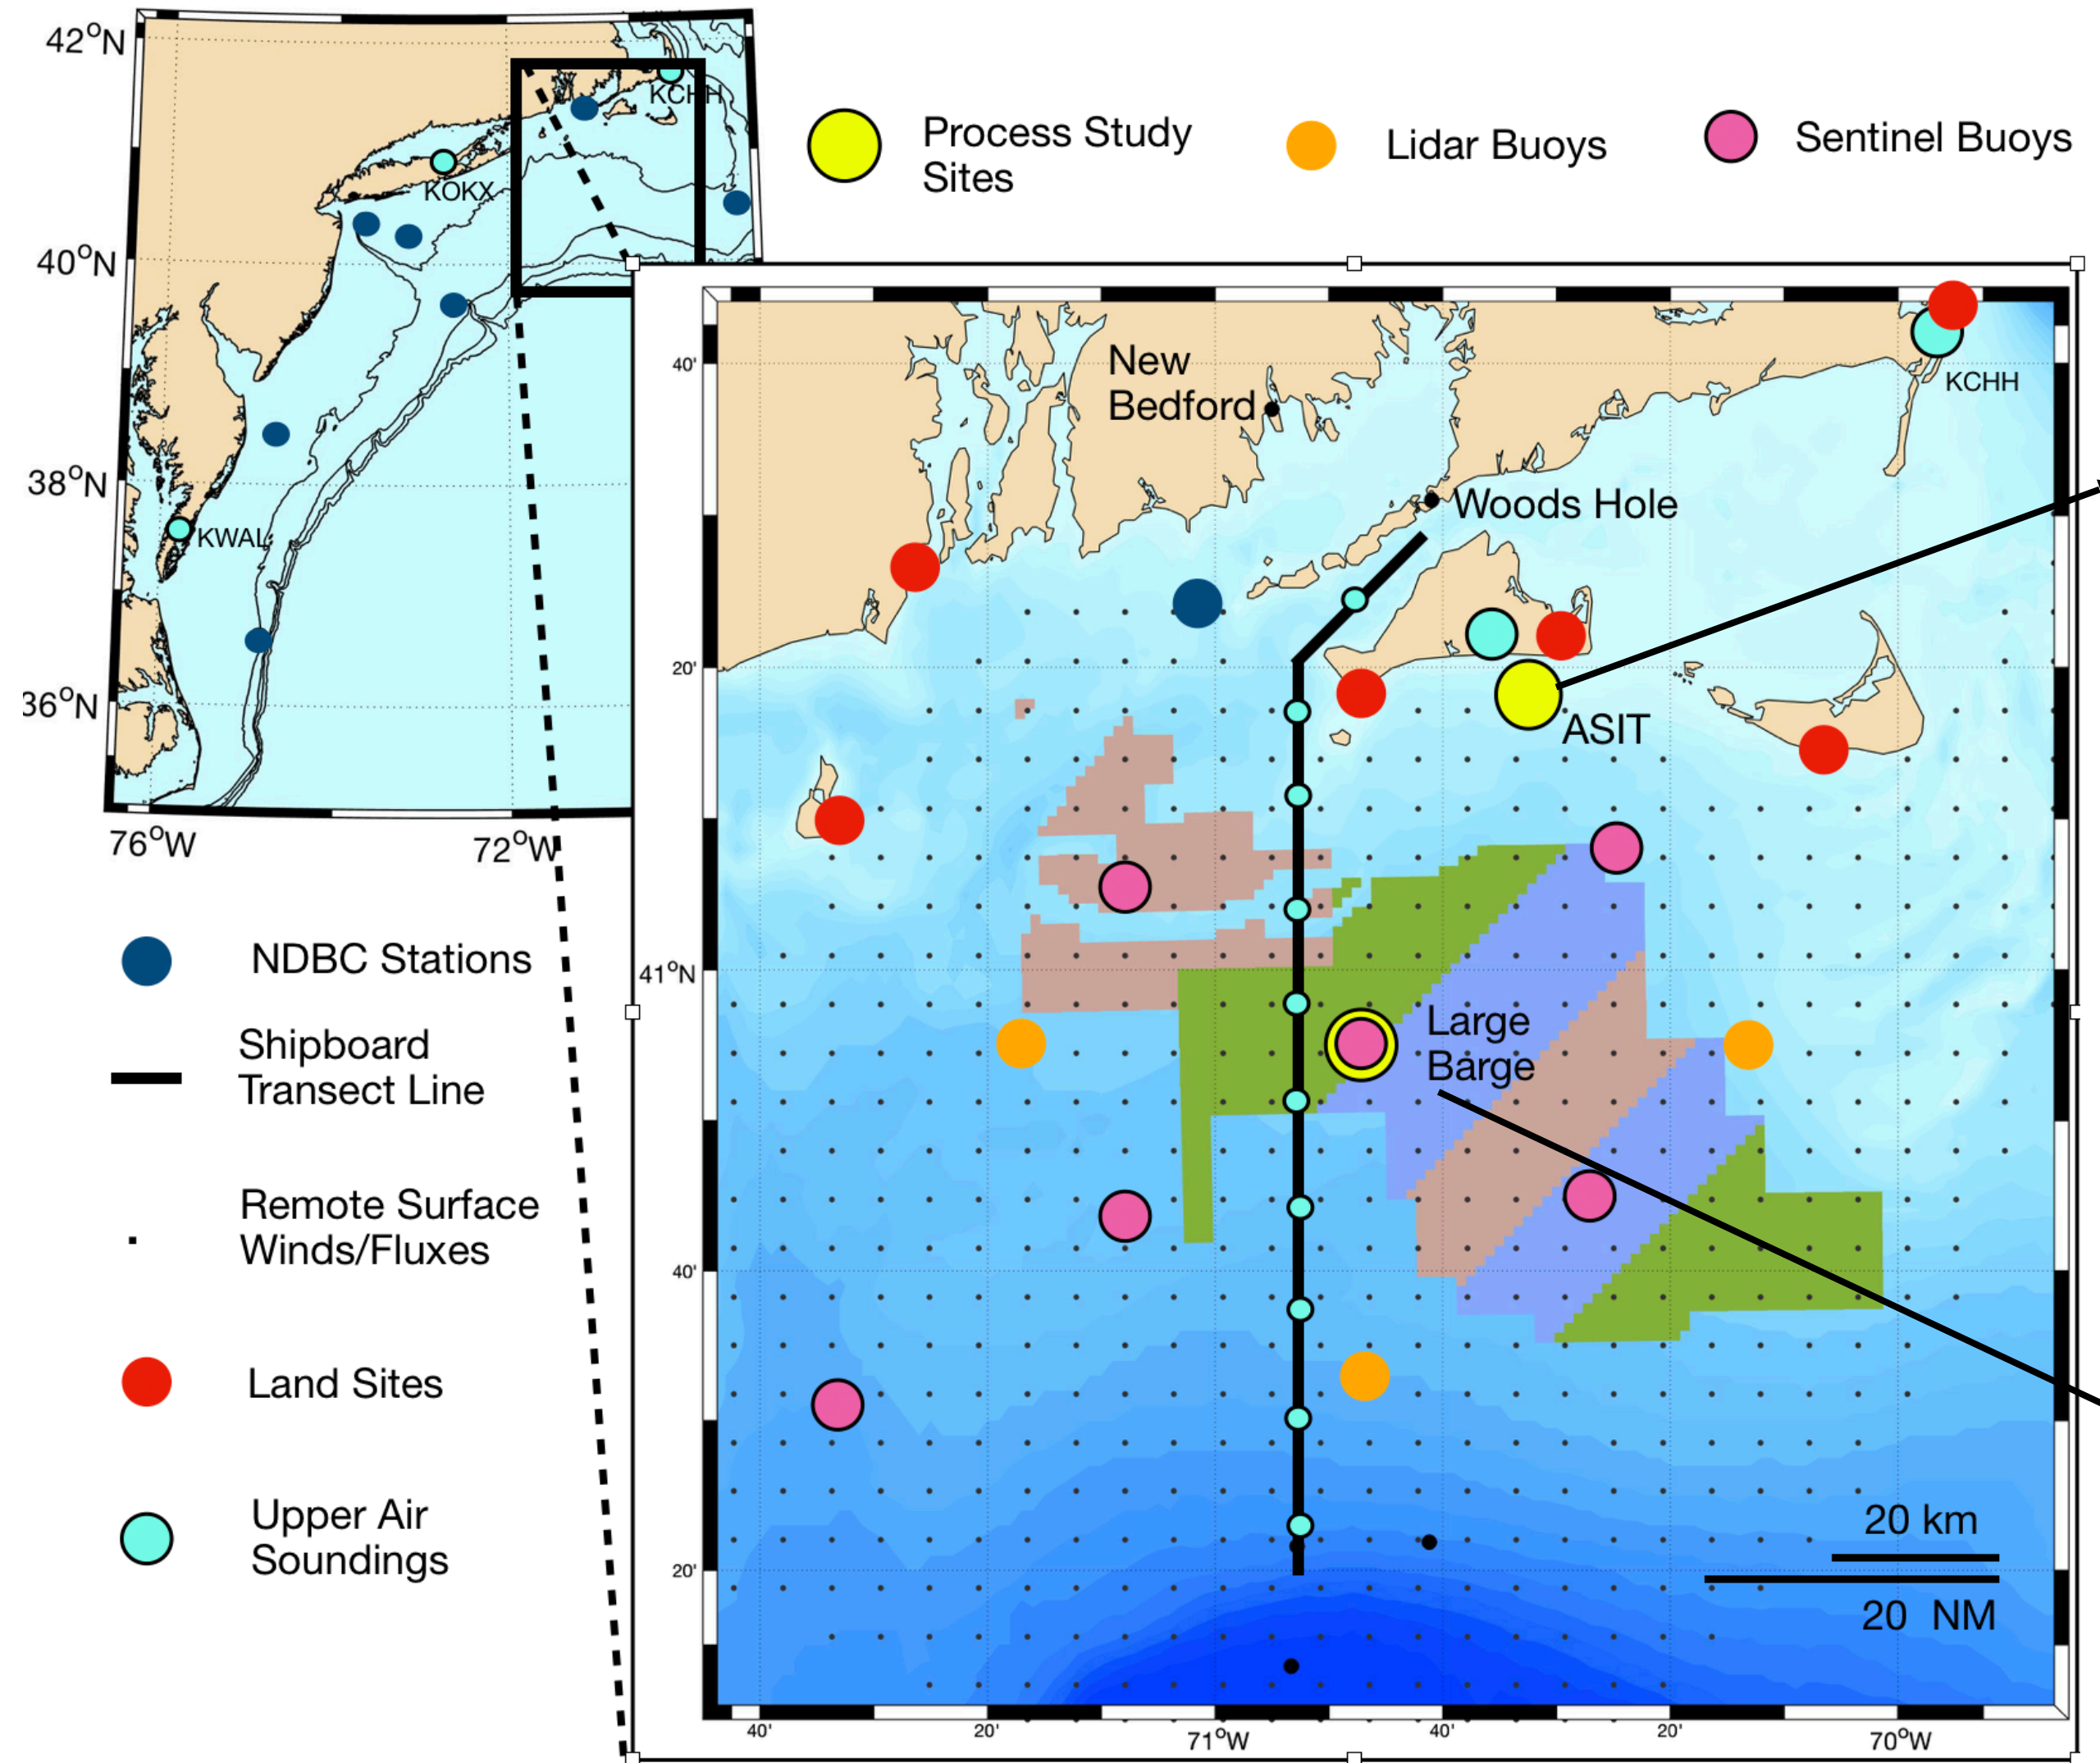 42°N
40°N
38°N
36°N
76°W
72°W
KCHH
KOKX
KWAL
Process Study
Sites
Lidar Buoys
Sentinel Buoys
NDBC Stations
Shipboard
Transect Line
Remote Surface
Winds/Fluxes
Land Sites
Upper Air
Soundings
40'
20'
41°N
40'
20'
New
Bedford
KCHH
Woods Hole
ASIT
Large
Barge
20 km
20 NM
40'
20'
71°W
40'
20'
70°W